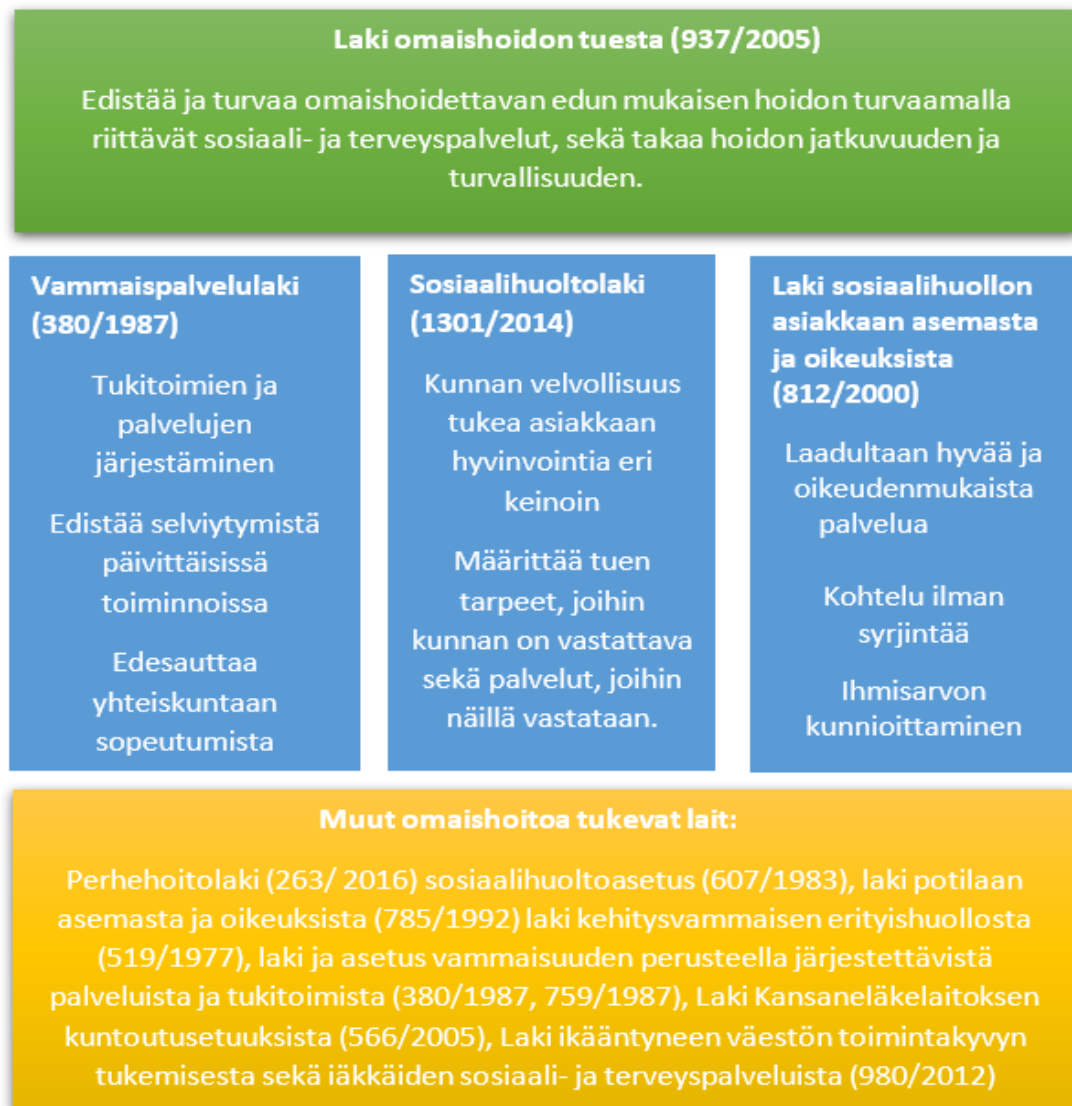 Laki omaishoidon tuesta (937/2005)
Edistää ja turvaa omaishoidettavan edun mukaisen hoidon turvaamalla
riittävät sosiaali- ja terveyspalvelut, sekä takaa hoidon jatkuvuuden ja
turvallisuuden.
Vammaispalvelulaki
(380/1987)
Tukitoimien ja
palvelujen
järjestäminen
Edistää selviytymistä
päivittäisissä
toiminnoissa
Edesauttaa
yhteiskuntaan
sopeutumista
Sosiaalihuoltolaki
(1301/2014)
Kunnan velvollisuus
tukea asiakkaan
hyvinvointia eri
keinoin
Määrittää tuen
tarpeet, joihin
kunnan on vastattava
sekä palvelut, joihin
näillä vastataan.
Laki sosiaalihuollon
asiakkaan asemasta
ja oikeuksista
(812/2000)
Laadultaan hyvää ja
oikeudenmukaista
palvelua
Kohtelu ilman
syrjintää
Ihmisarvon
kunnioittaminen
Muut omaishoitoa tukevat lait:
Perhehoitolaki (263/ 2016) sosiaalihuoltoasetus (607/1983), laki potilaan
asemasta ja oikeuksista (785/1992) laki kehitysvammaisen erityishuollosta
(519/1977), laki ja asetus vammaisuuden perusteella järjestettävistä
palveluista ja tukitoimista (380/1987, 759/1987), Laki Kansaneläkelaitoksen
kuntoutusetuuksista (566/2005), Laki ikääntyneen väestön toimintakyvyn
tukemisesta sekä iäkkäiden sosiaali- ja terveyspalveluista (980/2012)